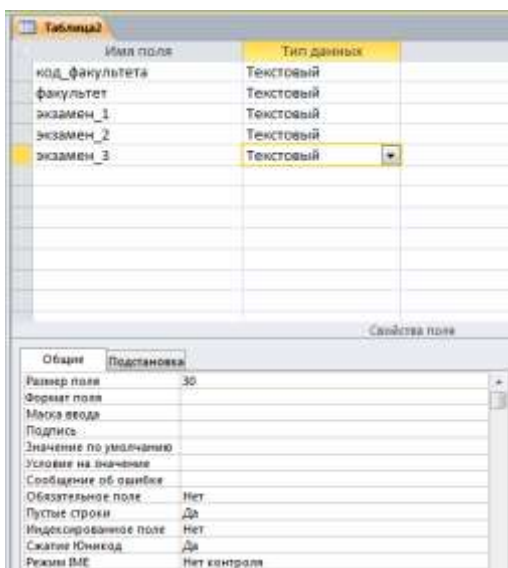 Таблица2
Имя поля Тип данных
код_факультета Текстовый
факультет Текстовый
экзамен_1 Текстовый
экзамен_2 Текстовый
экзамен_3 Текстовый
Свойства поля
Общие Подстановка
Размер поля 30
Формат поля
Маска ввода
Подпись
Значение по умолчанию
Условие на значение
Сообщение об ошибке
Обязательное поле Нет
Пустые строки Да
Индексированное поле Нет
Сжатие Юникод Да
Режим IME Нет контроля